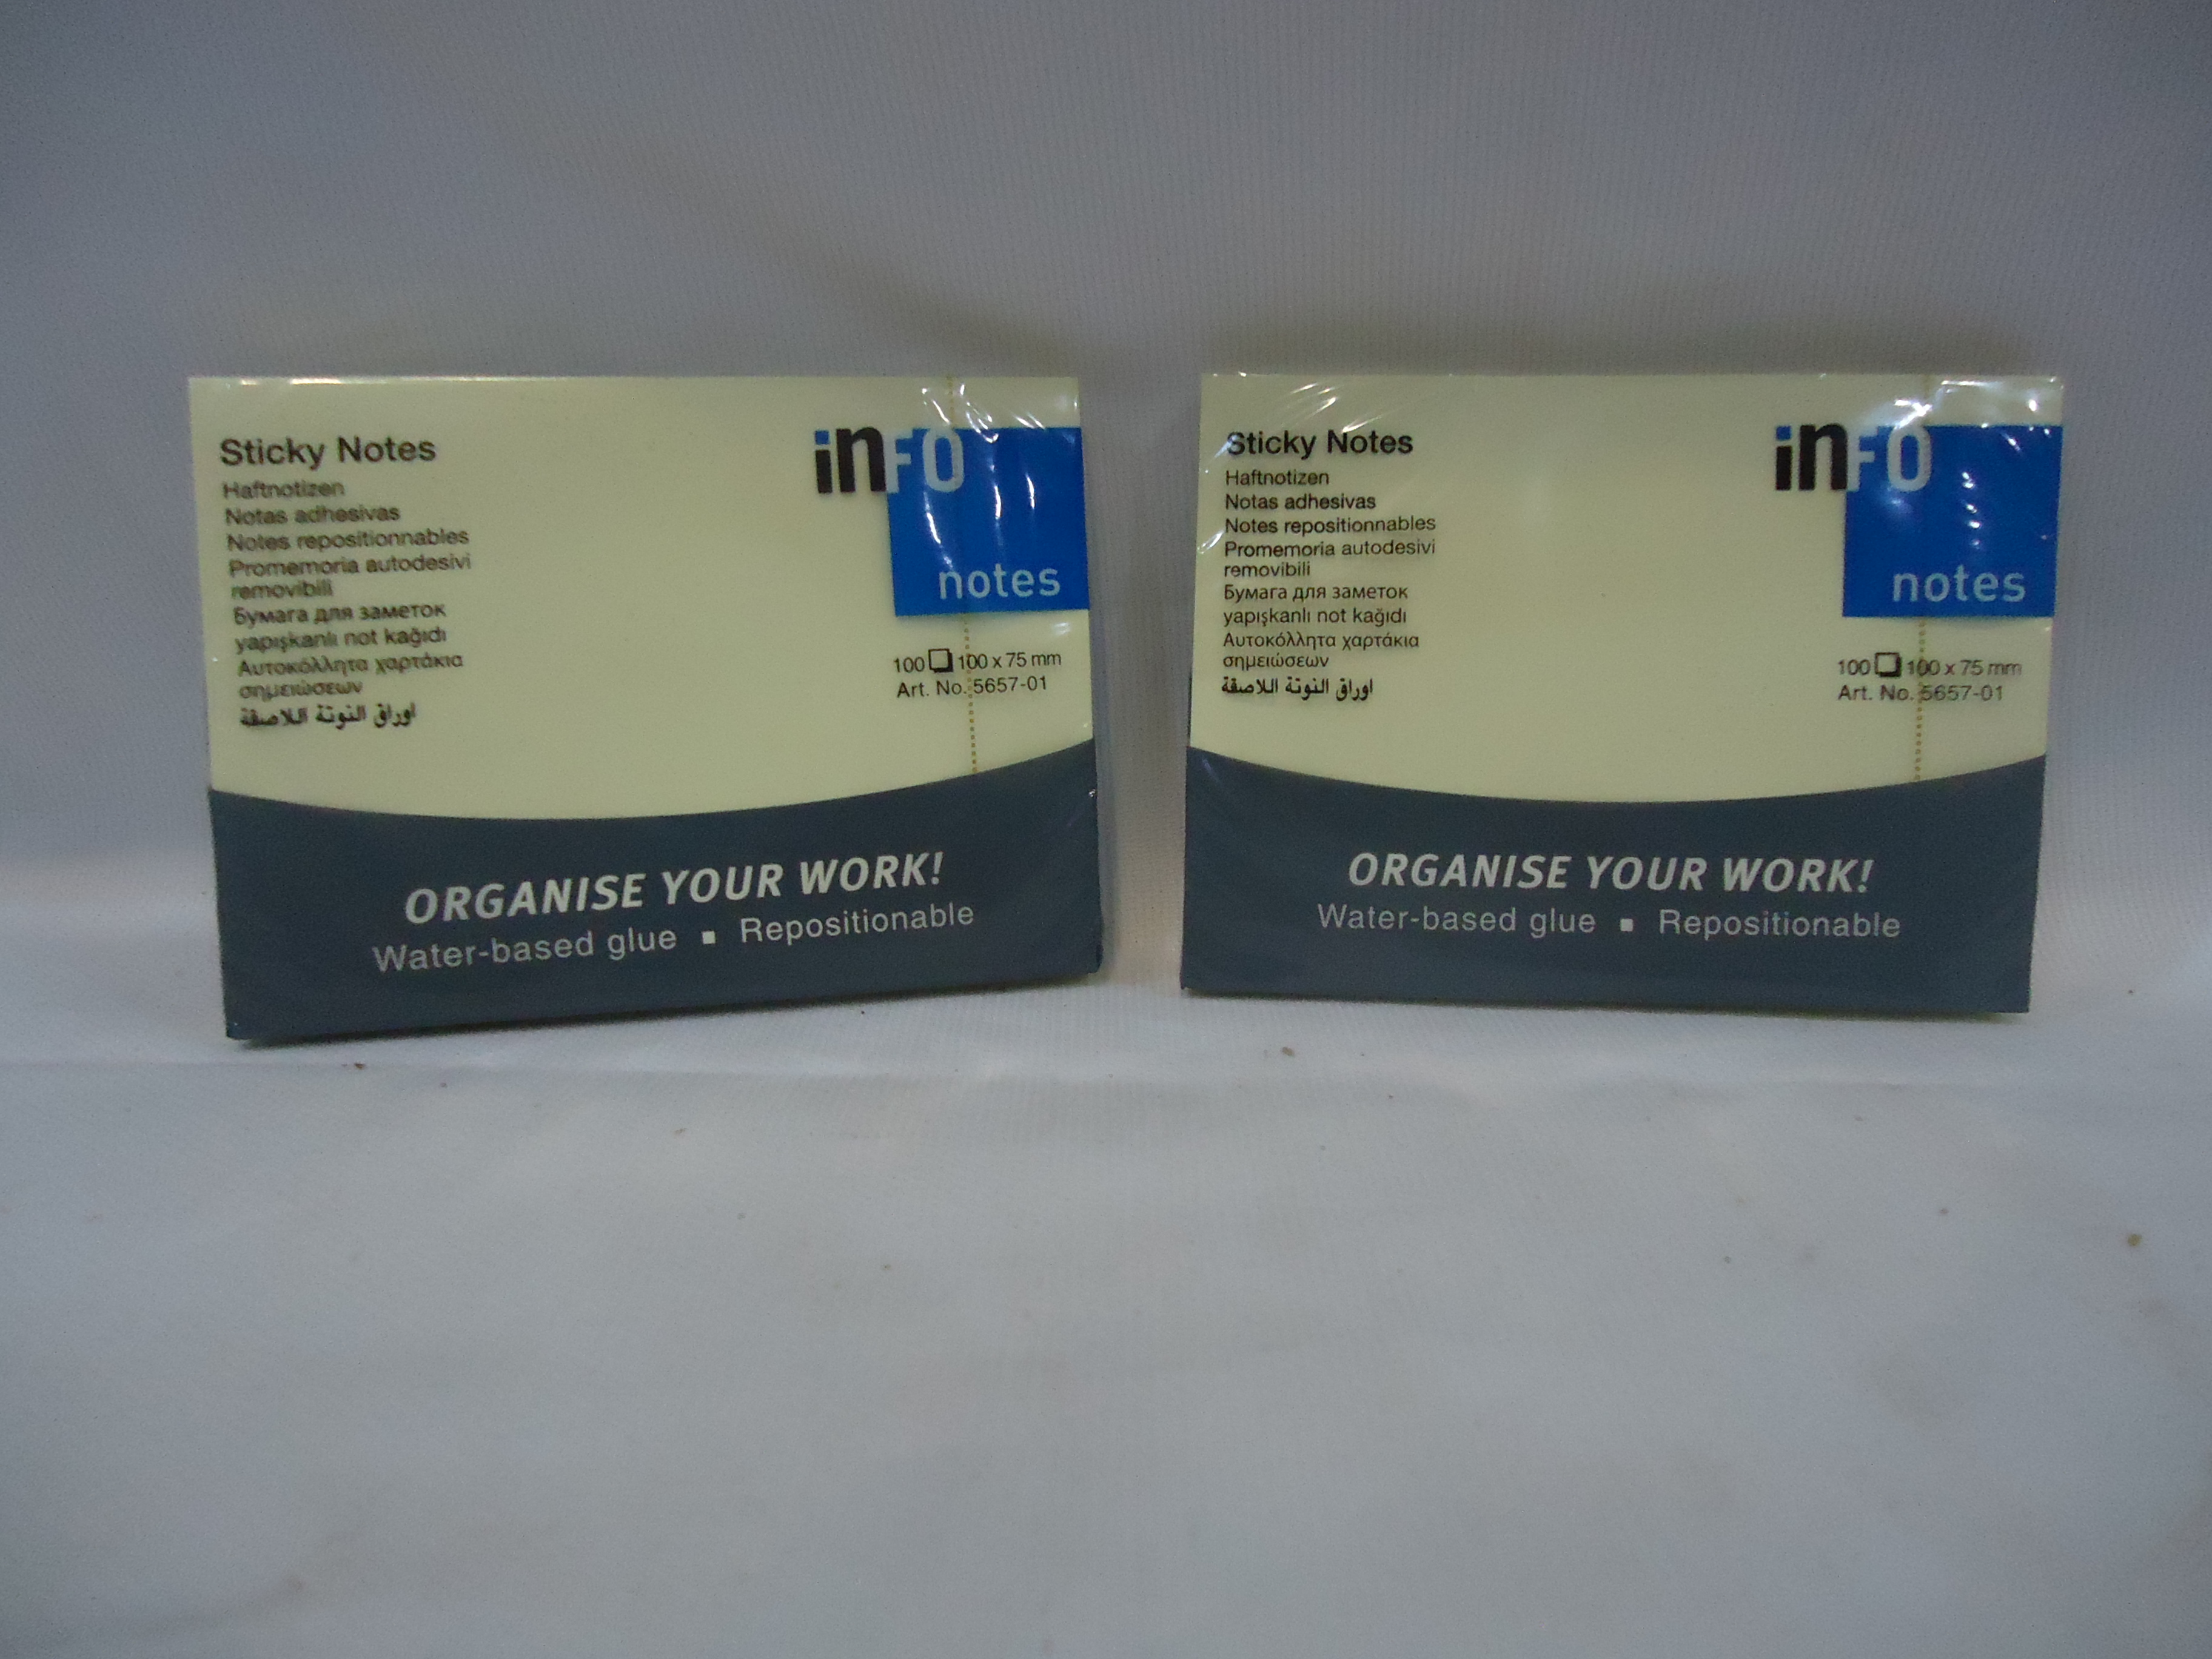 Sticky Notes
Haftnotizen
Notas adhesivas
Notes repositionnables
Promemoria autodesivi
removibili
Бумага для заметок
yapışkanlı not kağıdı
Αυτοκόλλητα χαρτάκια
σημειώσεων
اوراق النوتة اللاصقة
inFO
notes
100 100 x 75 mm
Art. No. 5657-01
ORGANISE YOUR WORK!
Water-based glue ▪ Repositionable
Sticky Notes
Haftnotizen
Notas adhesivas
Notes repositionnables
Promemoria autodesivi
removibili
Бумага для заметок
yapışkanlı not kağıdı
Αυτοκόλλητα χαρτάκια
σημειώσεων
اوراق النوتة اللاصقة
inFO
notes
100 100 x 75 mm
Art. No. 5657-01
ORGANISE YOUR WORK!
Water-based glue ▪ Repositionable